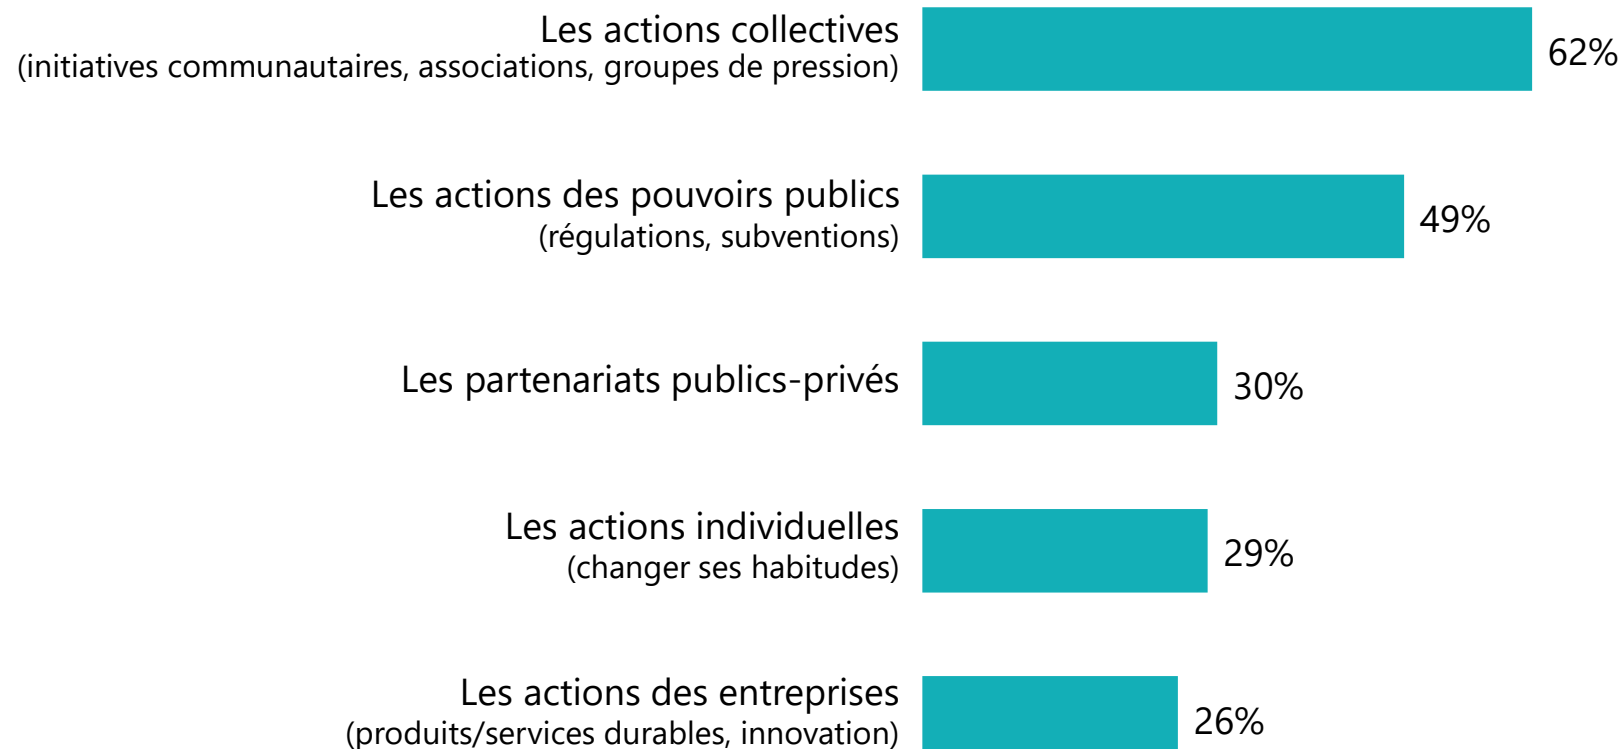 Les actions collectives
(initiatives communautaires, associations, groupes de pression)
62%
Les actions des pouvoirs publics
(régulations, subventions)
49%
Les partenariats publics-privés
30%
Les actions individuelles
(changer ses habitudes)
29%
Les actions des entreprises
(produits/services durables, innovation)
26%